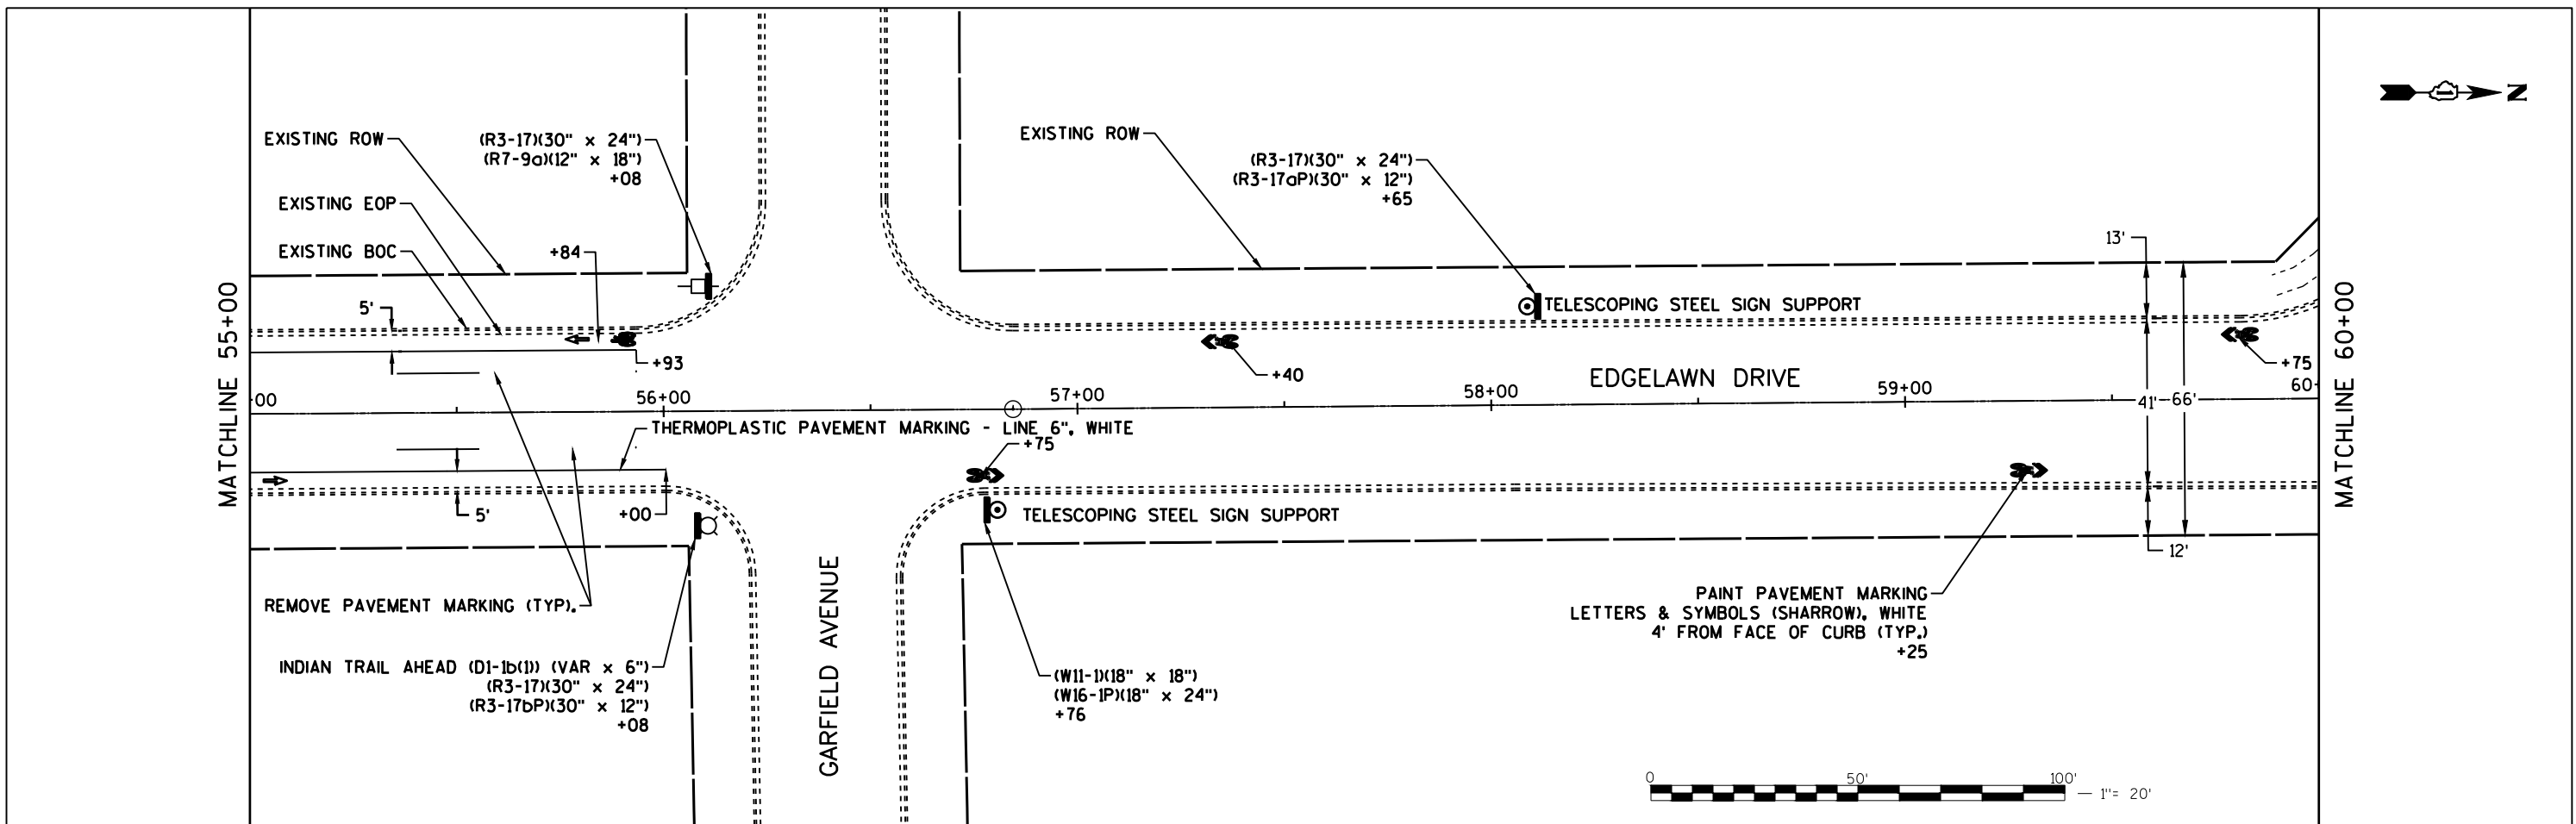 EXISTING ROW
(R3-17)(30" x 24")
(R7-9a)(12" x 18")
+08
EXISTING EOP
EXISTING BOC
+84
5'
+93
EXISTING ROW
(R3-17)(30" x 24")
(R3-17aP)(30" x 12")
+65
TELESCOPING STEEL SIGN SUPPORT
13'
N
MATCHLINE 55+00
MATCHLINE 60+00
+40
EDGELAWN DRIVE
+75
00
56+00
57+00
58+00
59+00
60+
41'
66'
THERMOPLASTIC PAVEMENT MARKING - LINE 6", WHITE
+75
5'
+00
TELESCOPING STEEL SIGN SUPPORT
12'
REMOVE PAVEMENT MARKING (TYP).
GARFIELD AVENUE
INDIAN TRAIL AHEAD (D1-1b(1)) (VAR x 6")
(R3-17)(30" x 24")
(R3-17bP)(30" x 12")
+08
(W11-1)(18" x 18")
(W16-1P)(18" x 24")
+76
PAINT PAVEMENT MARKING
LETTERS & SYMBOLS (SHARROW), WHITE
4' FROM FACE OF CURB (TYP.)
+25
0
50'
100'
1"= 20'